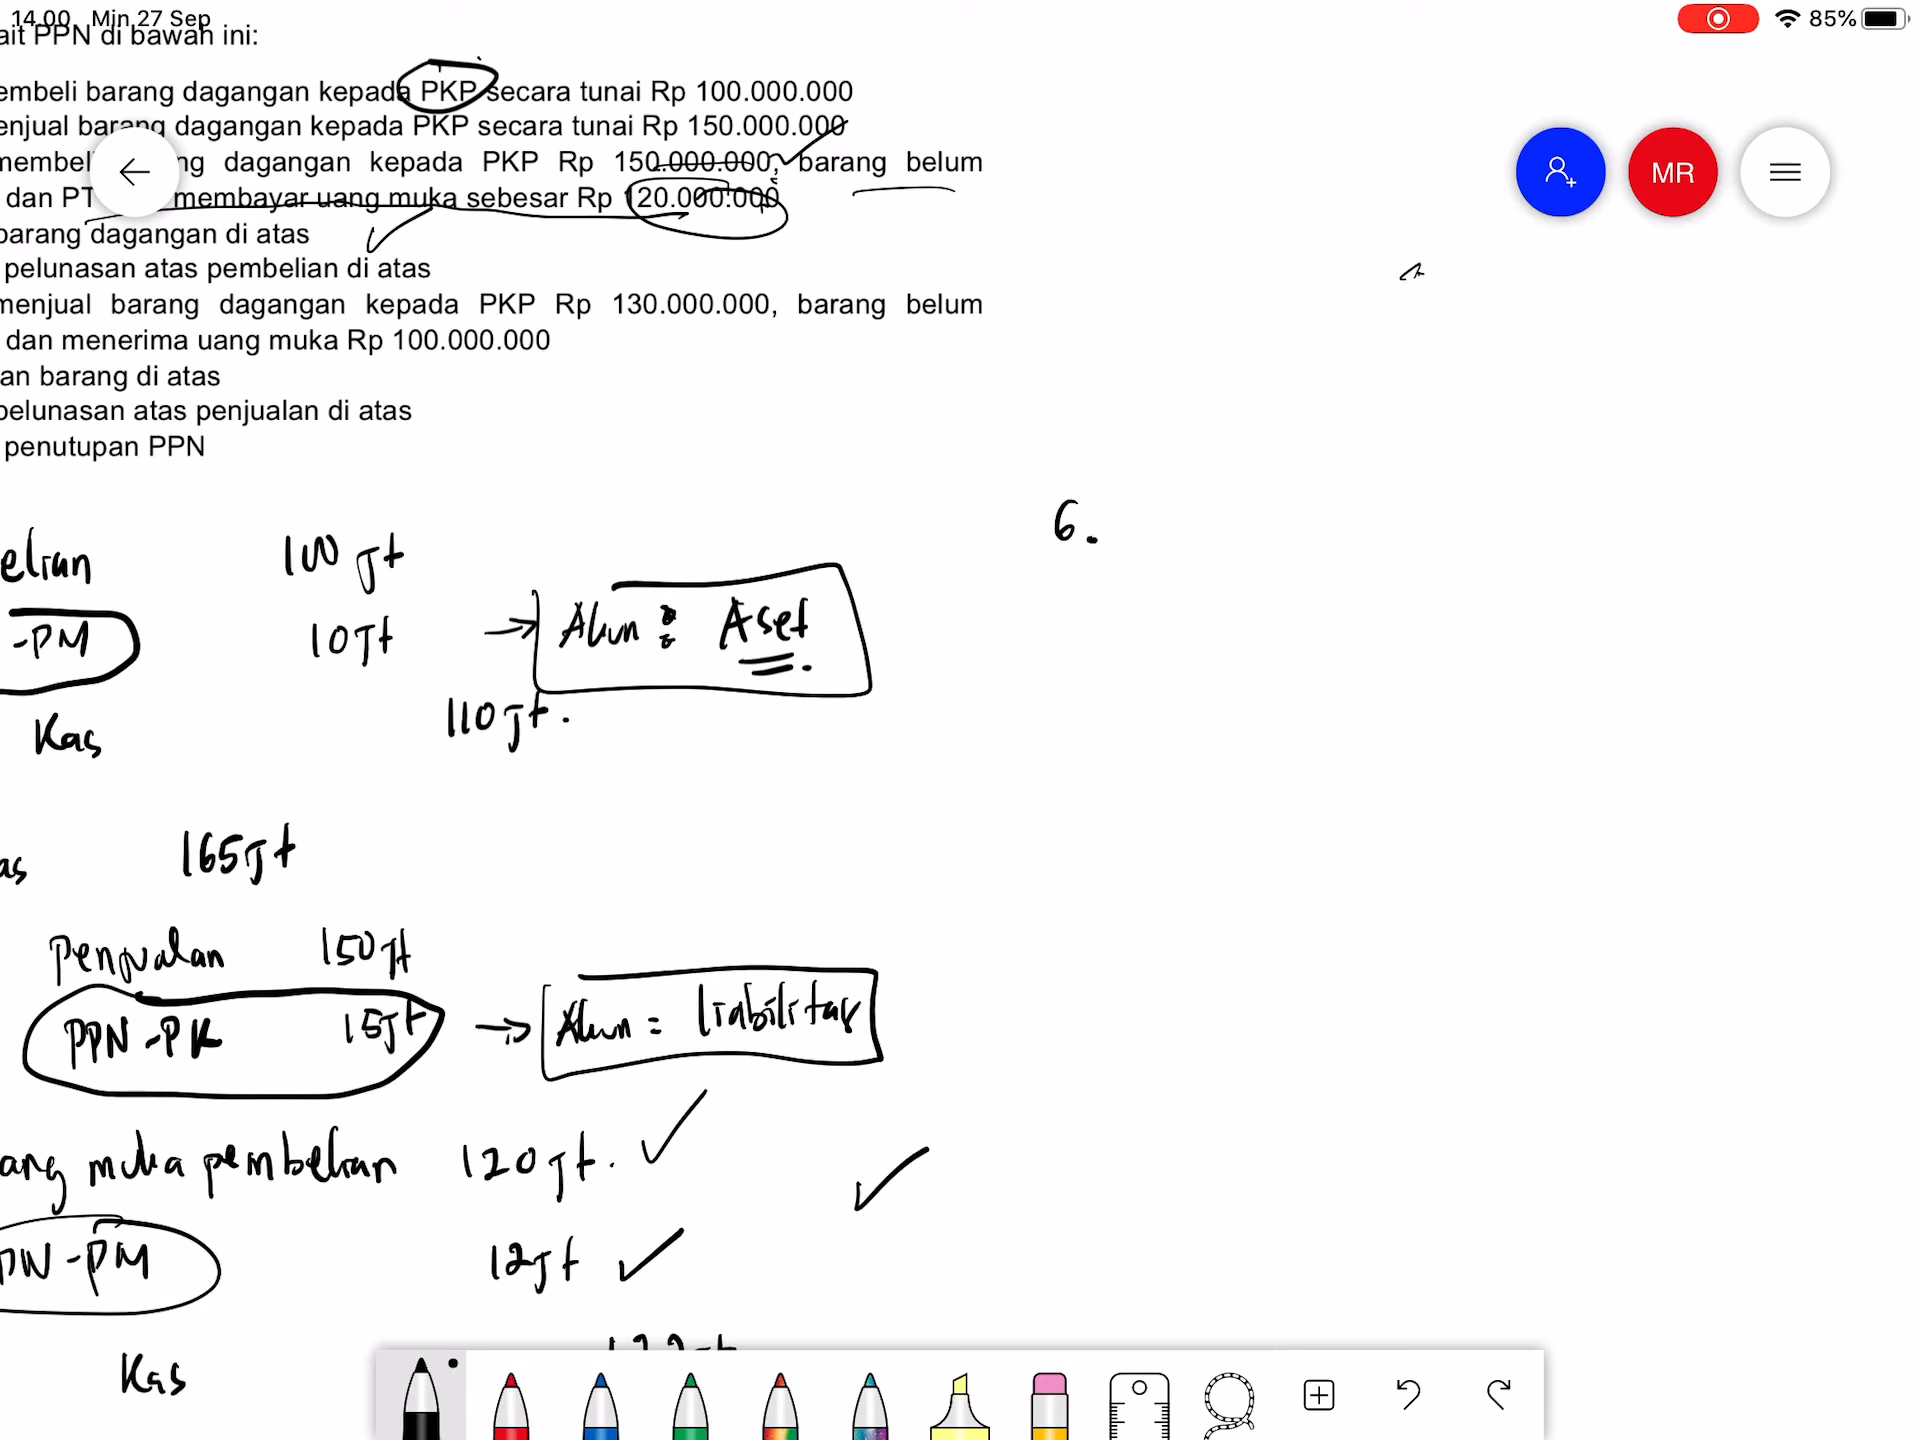 14.00 Min 27 Sep
85%
ait PPN di bawah ini:
embeli barang dagangan kepada PKP secara tunai Rp 100.000.000
enjual barang dagangan kepada PKP secara tunai Rp 150.000.000
membel ng dagangan kepada PKP Rp 150.000.000, barang belum
dan PT membayar uang muka sebesar Rp 120.000.000
barang dagangan di atas
pelunasan atas pembelian di atas
menjual barang dagangan kepada PKP Rp 130.000.000, barang belum
dan menerima uang muka Rp 100.000.000
an barang di atas
pelunasan atas penjualan di atas
penutupan PPN
MR
elian 100 Jt
-PM 10 Jt → Akun : Aset
Kas 110 Jt.
as 165 Jt
Penjualan 150 Jt
PPN - PK 15 Jt → Akun = liabilitas
ang muka pembelian 120 Jt.
PN - PM 12 Jt
Kas
6.